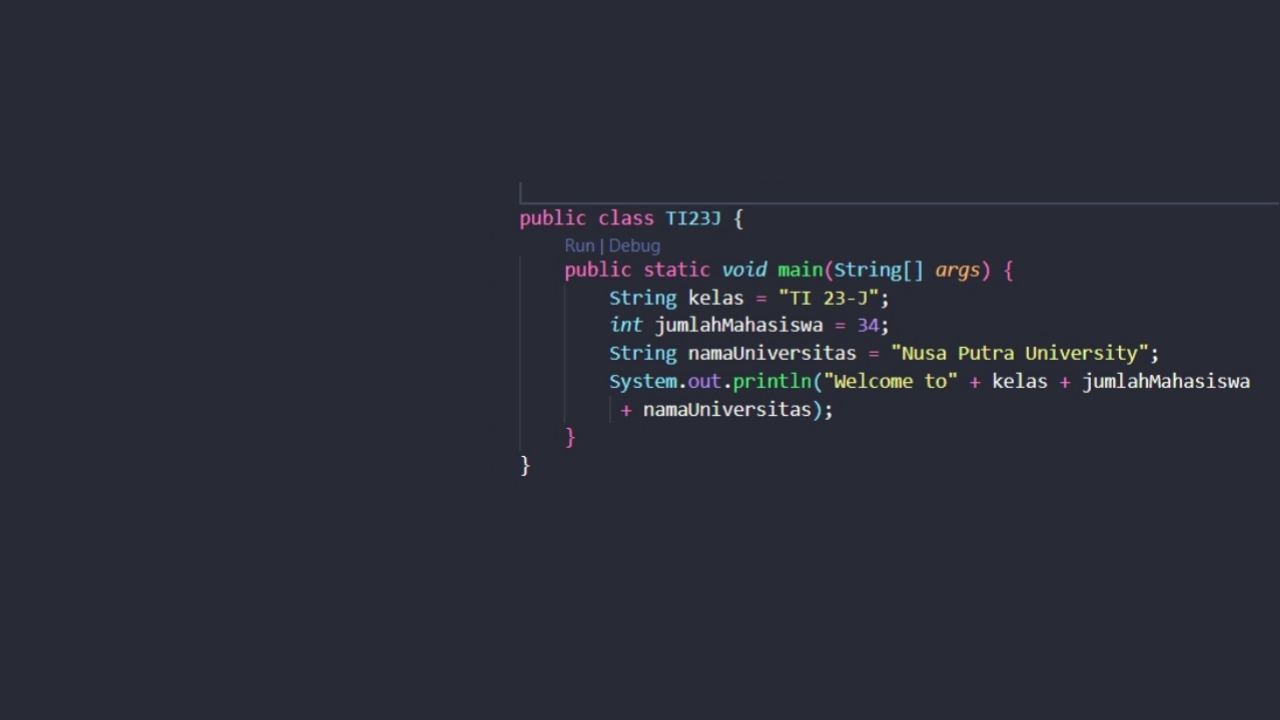 public class TI23J {
Run | Debug
public static void main(String[] args) {
String kelas = "TI 23-J";
int jumlahMahasiswa = 34;
String namaUniversitas = "Nusa Putra University";
System.out.println("Welcome to" + kelas + jumlahMahasiswa
+ namaUniversitas);
}
}